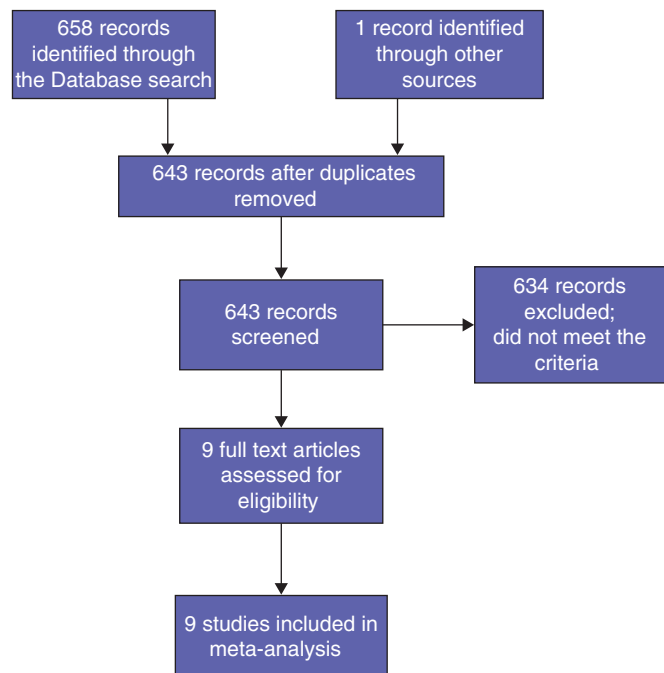 658 records
identified through
the Database search
1 record identified
through other
sources
643 records after duplicates
removed
643 records
screened
634 records
excluded;
did not meet the
criteria
9 full text articles
assessed for
eligibility
9 studies included in
meta-analysis